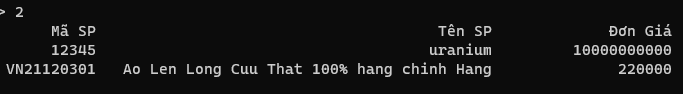 > 2
Mã SP Tên SP Đơn Giá
12345 uranium 10000000000
VN21120301 Ao Len Long Cuu That 100% hang chinh Hang 220000